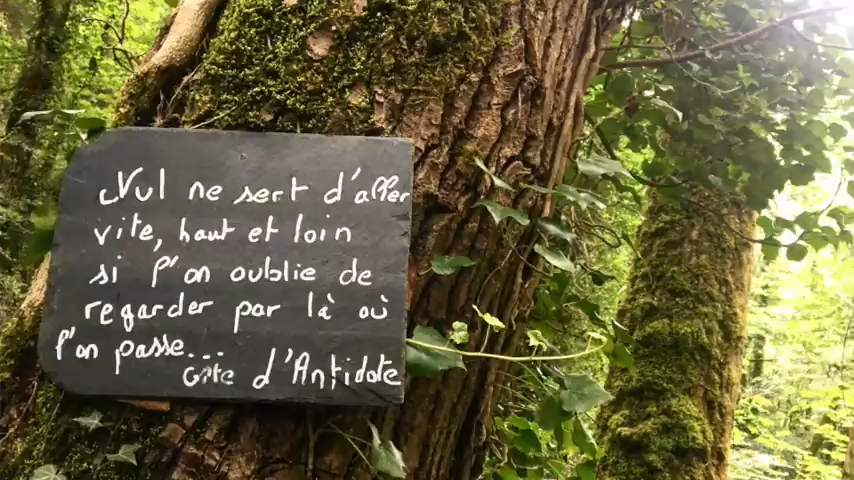 Nul ne sert d'aller
vite, haut et loin
si l'on oublie de
regarder par là où
l'on passe...
Gîte d'Antidote